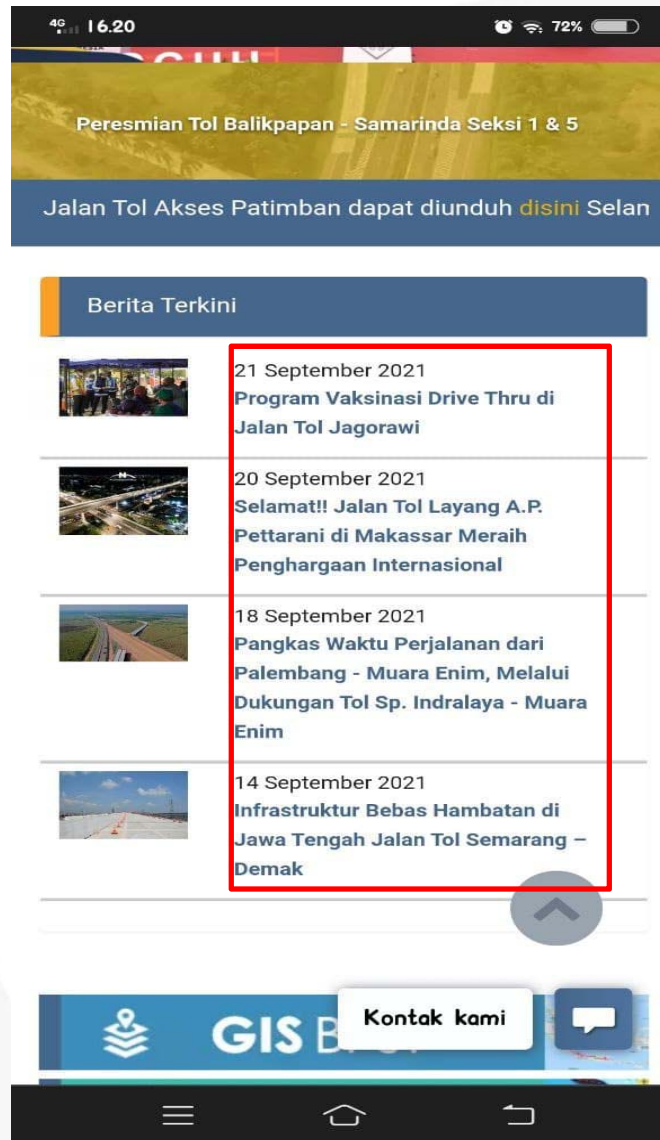 4G 16.20 72%
Peresmian Tol Balikpapan - Samarinda Seksi 1 & 5
Jalan Tol Akses Patimban dapat diunduh disini Selam
Berita Terkini
21 September 2021
Program Vaksinasi Drive Thru di
Jalan Tol Jagorawi
20 September 2021
Selamat!! Jalan Tol Layang A.P.
Pettarani di Makassar Meraih
Penghargaan Internasional
18 September 2021
Pangkas Waktu Perjalanan dari
Palembang - Muara Enim, Melalui
Dukungan Tol Sp. Indralaya - Muara
Enim
14 September 2021
Infrastruktur Bebas Hambatan di
Jawa Tengah Jalan Tol Semarang –
Demak
GIS
Kontak kami